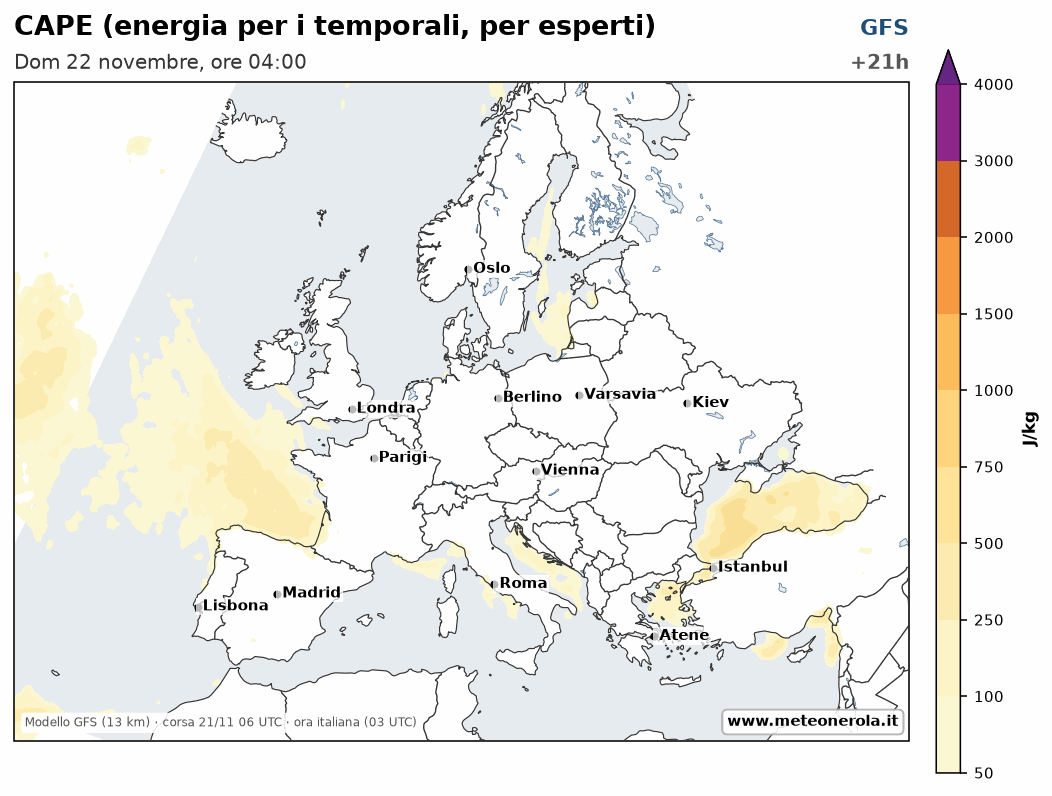 CAPE (energia per i temporali, per esperti)
GFS
Dom 22 novembre, ore 04:00
+21h
4000
3000
2000
1500
1000
750
500
250
100
50
J/kg
Oslo
Londra
Berlino
Varsavia
Kiev
Parigi
Vienna
Istanbul
Roma
Madrid
Lisbona
Atene
Modello GFS (13 km) · corsa 21/11 06 UTC · ora italiana (03 UTC)
www.meteonerola.it